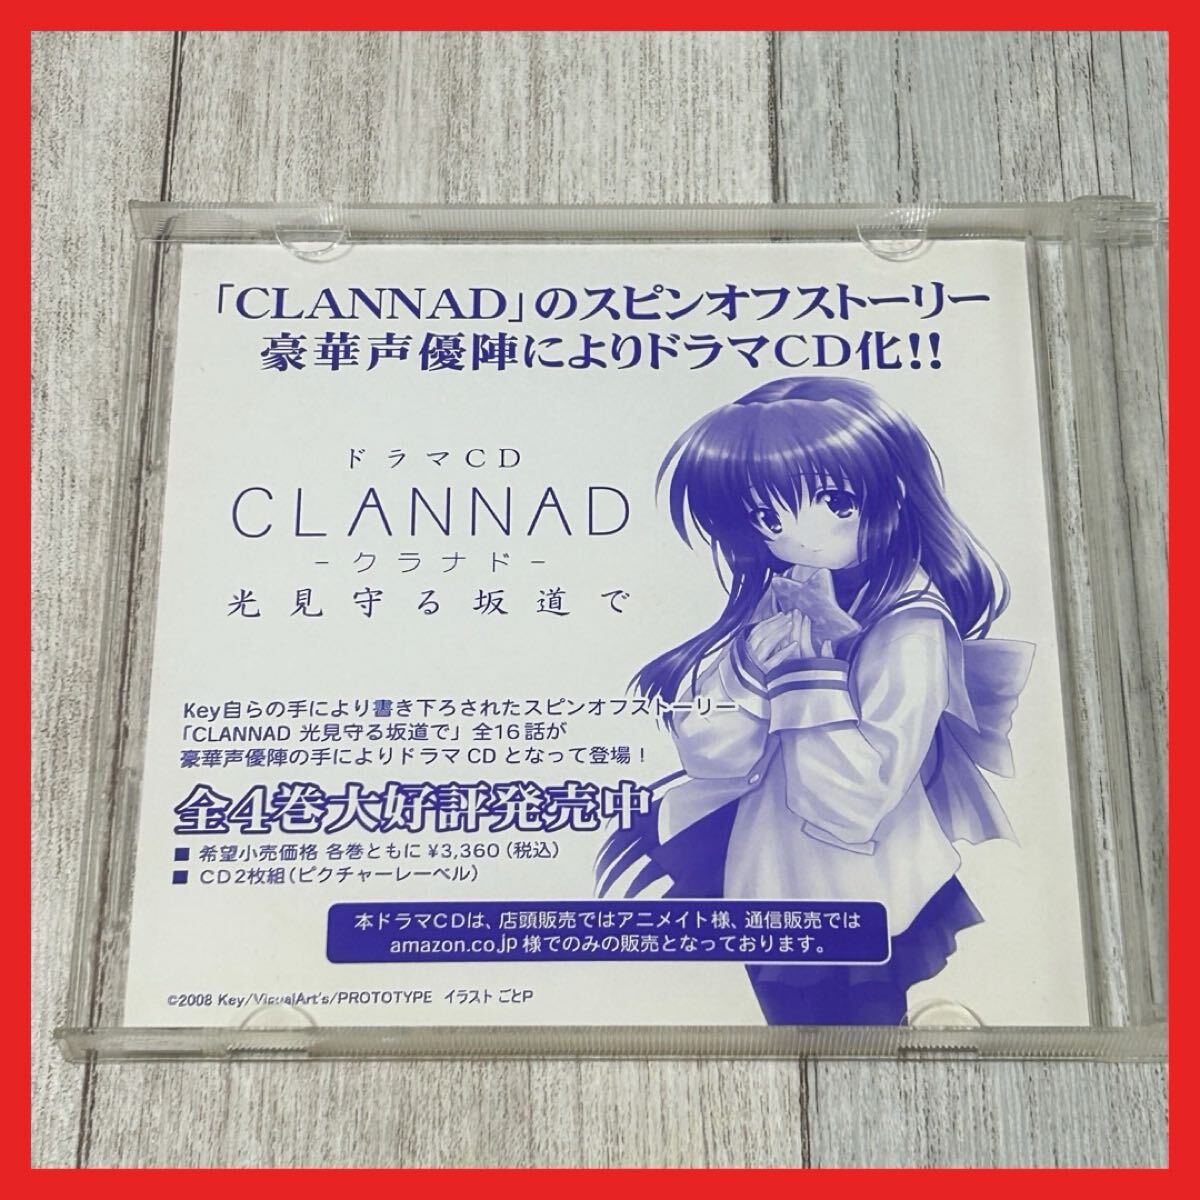 「CLANNAD」のスピンオフストーリー
豪華声優陣によりドラマCD化!!
ドラマCD
CLANNAD
-クラナド-
光見守る坂道で
Key自らの手により書き下ろされたスピンオフストーリー
「CLANNAD 光見守る坂道で」全16話が
豪華声優陣の手によりドラマCDとなって登場！
全4巻大好評発売中
■ 希望小売価格 各巻ともに ¥3,360(税込)
■ CD2枚組(ピクチャーレーベル)
本ドラマCDは、店頭販売ではアニメイト様、通信販売では
amazon.co.jp 様でのみの販売となっております。
©2008 Key/VisualArt's/PROTOTYPE イラスト ごとP